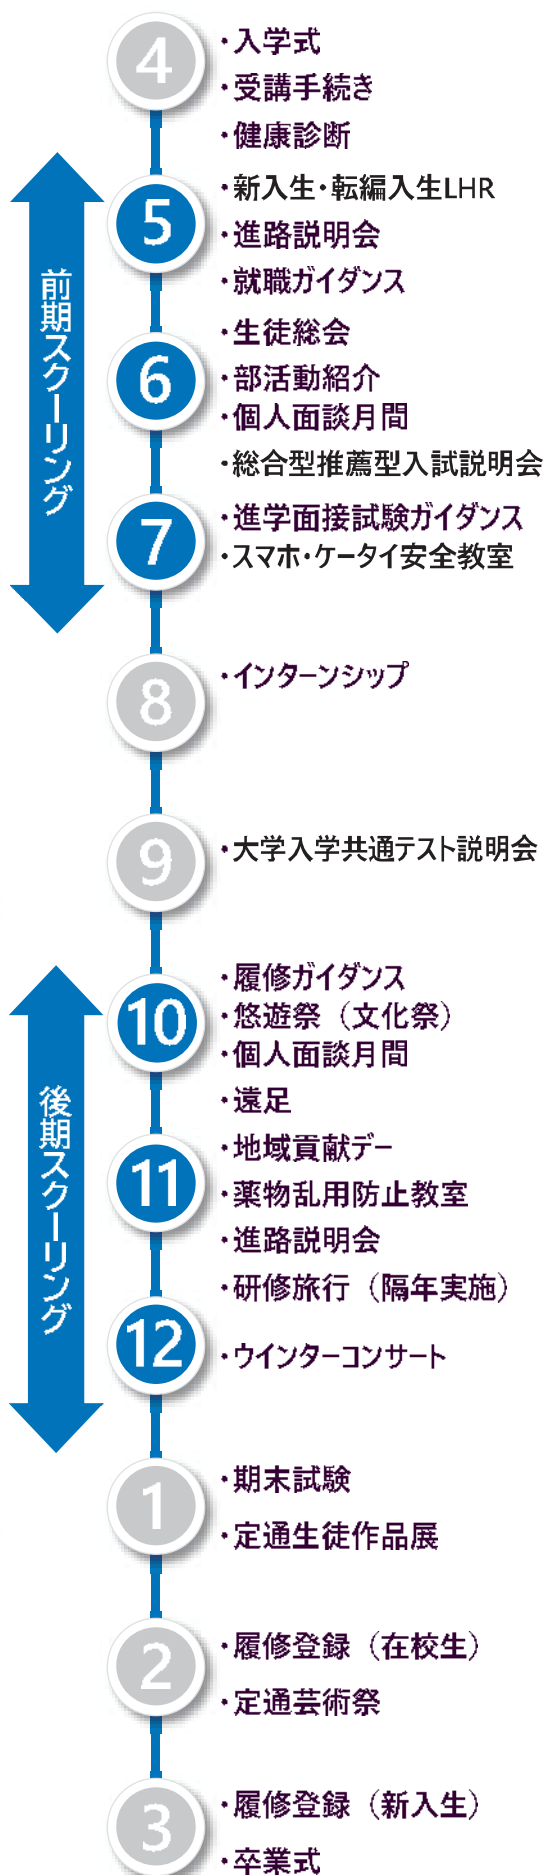 4
・入学式
・受講手続き
・健康診断
前期スクーリング
5
・新入生・転編入生LHR
・進路説明会
・就職ガイダンス
6
・生徒総会
・部活動紹介
・個人面談月間
・総合型推薦型入試説明会
7
・進学面接試験ガイダンス
・スマホ・ケータイ安全教室
8
・インターンシップ
9
・大学入学共通テスト説明会
後期スクーリング
10
・履修ガイダンス
・悠遊祭（文化祭）
・個人面談月間
・遠足
11
・地域貢献デー
・薬物乱用防止教室
・進路説明会
・研修旅行（隔年実施）
12
・ウインターコンサート
1
・期末試験
・定通生徒作品展
2
・履修登録（在校生）
・定通芸術祭
3
・履修登録（新入生）
・卒業式